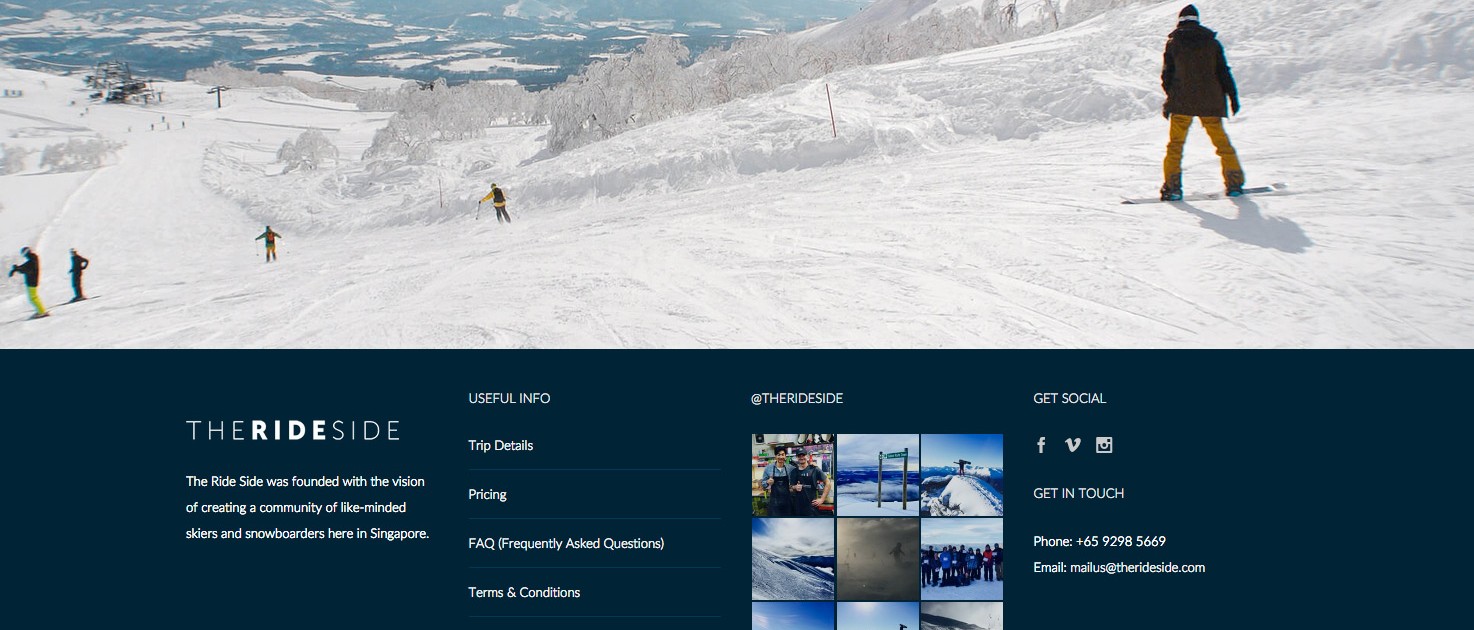 THERIDESIDE
The Ride Side was founded with the vision
of creating a community of like-minded
skiers and snowboarders here in Singapore.
USEFUL INFO
Trip Details
Pricing
FAQ (Frequently Asked Questions)
Terms & Conditions
@THERIDESIDE
GET SOCIAL
GET IN TOUCH
Phone: +65 9298 5669
Email: mailus@therideside.com